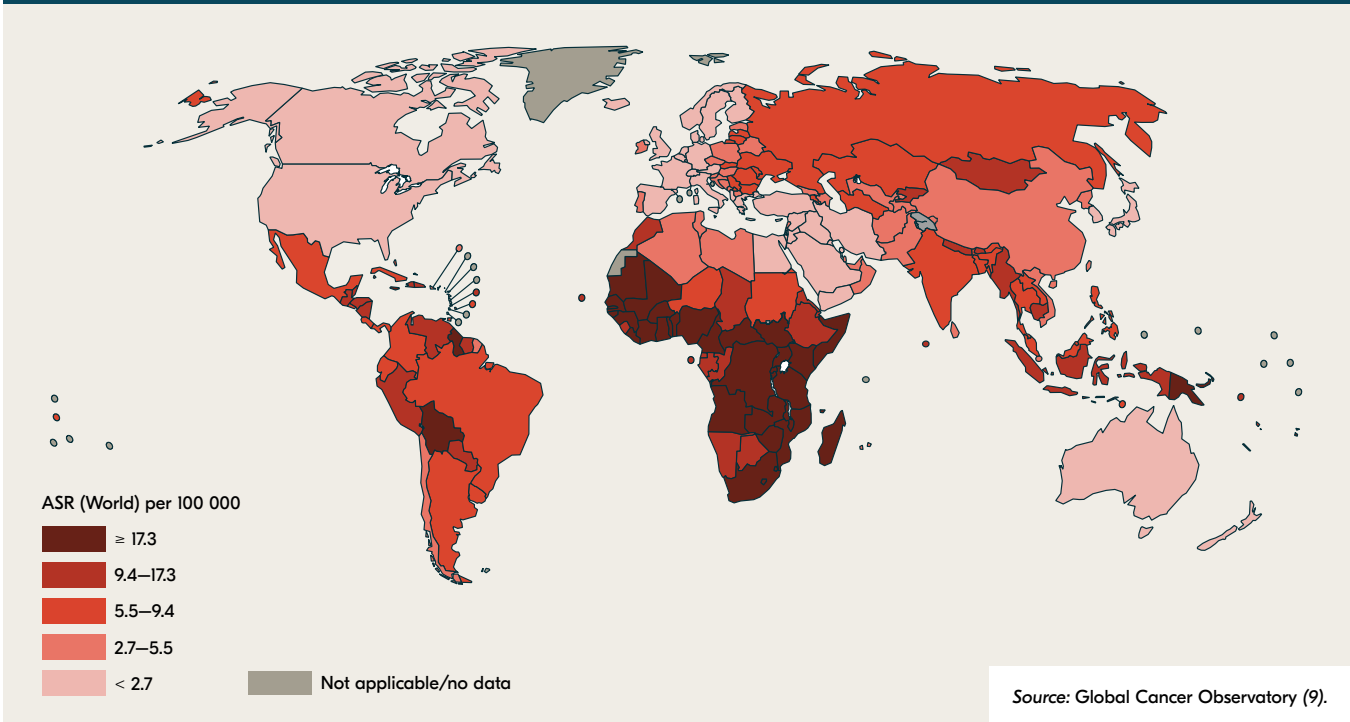 ASR (World) per 100 000
≥ 17.3
9.4—17.3
5.5—9.4
2.7—5.5
< 2.7
Not applicable/no data
Source: Global Cancer Observatory (9).